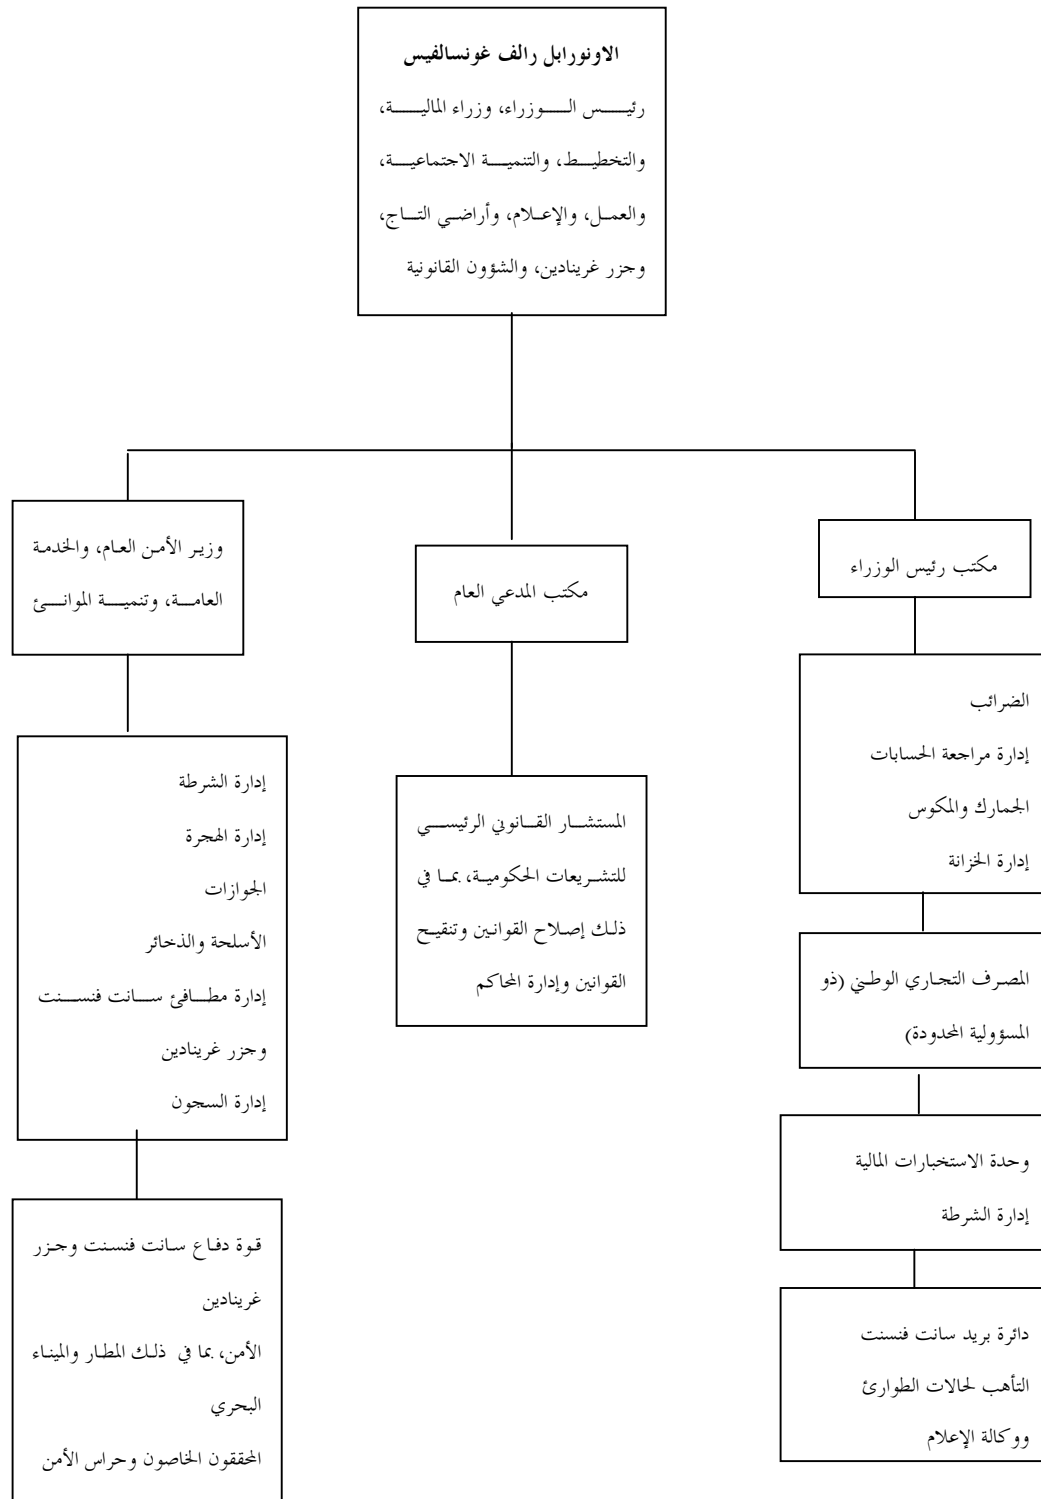 الاونورابل رالف غونسالفيس
رئيس الوزراء، وزراء المالية،
والتخطيط، والتنمية الاجتماعية،
والعمل، والإعلام، وأراضي التاج،
وجزر غرينادين، والشؤون القانونية
مكتب رئيس الوزراء
الضرائب
إدارة مراجعة الحسابات
الجمارك والمكوس
إدارة الخزانة
المصرف التجاري الوطني (ذو
المسؤولية المحدودة)
وحدة الاستخبارات المالية
إدارة الشرطة
دائرة بريد سانت فنسنت
التأهب لحالات الطوارئ
ووكالة الإعلام
مكتب المدعي العام
المستشار القانوني الرئيسي
للتشريعات الحكومية، بما في
ذلك إصلاح القوانين وتنقيح
القوانين وإدارة المحاكم
وزير الأمن العام، والخدمة
العامة، وتنمية الموانئ
إدارة الشرطة
إدارة الهجرة
الجوازات
الأسلحة والذخائر
إدارة مطافئ سانت فنسنت
وجزر غرينادين
إدارة السجون
قوة دفاع سانت فنسنت وجزر
غرينادين
الأمن، بما في ذلك المطار والميناء
البحري
المحققون الخاصون وحراس الأمن